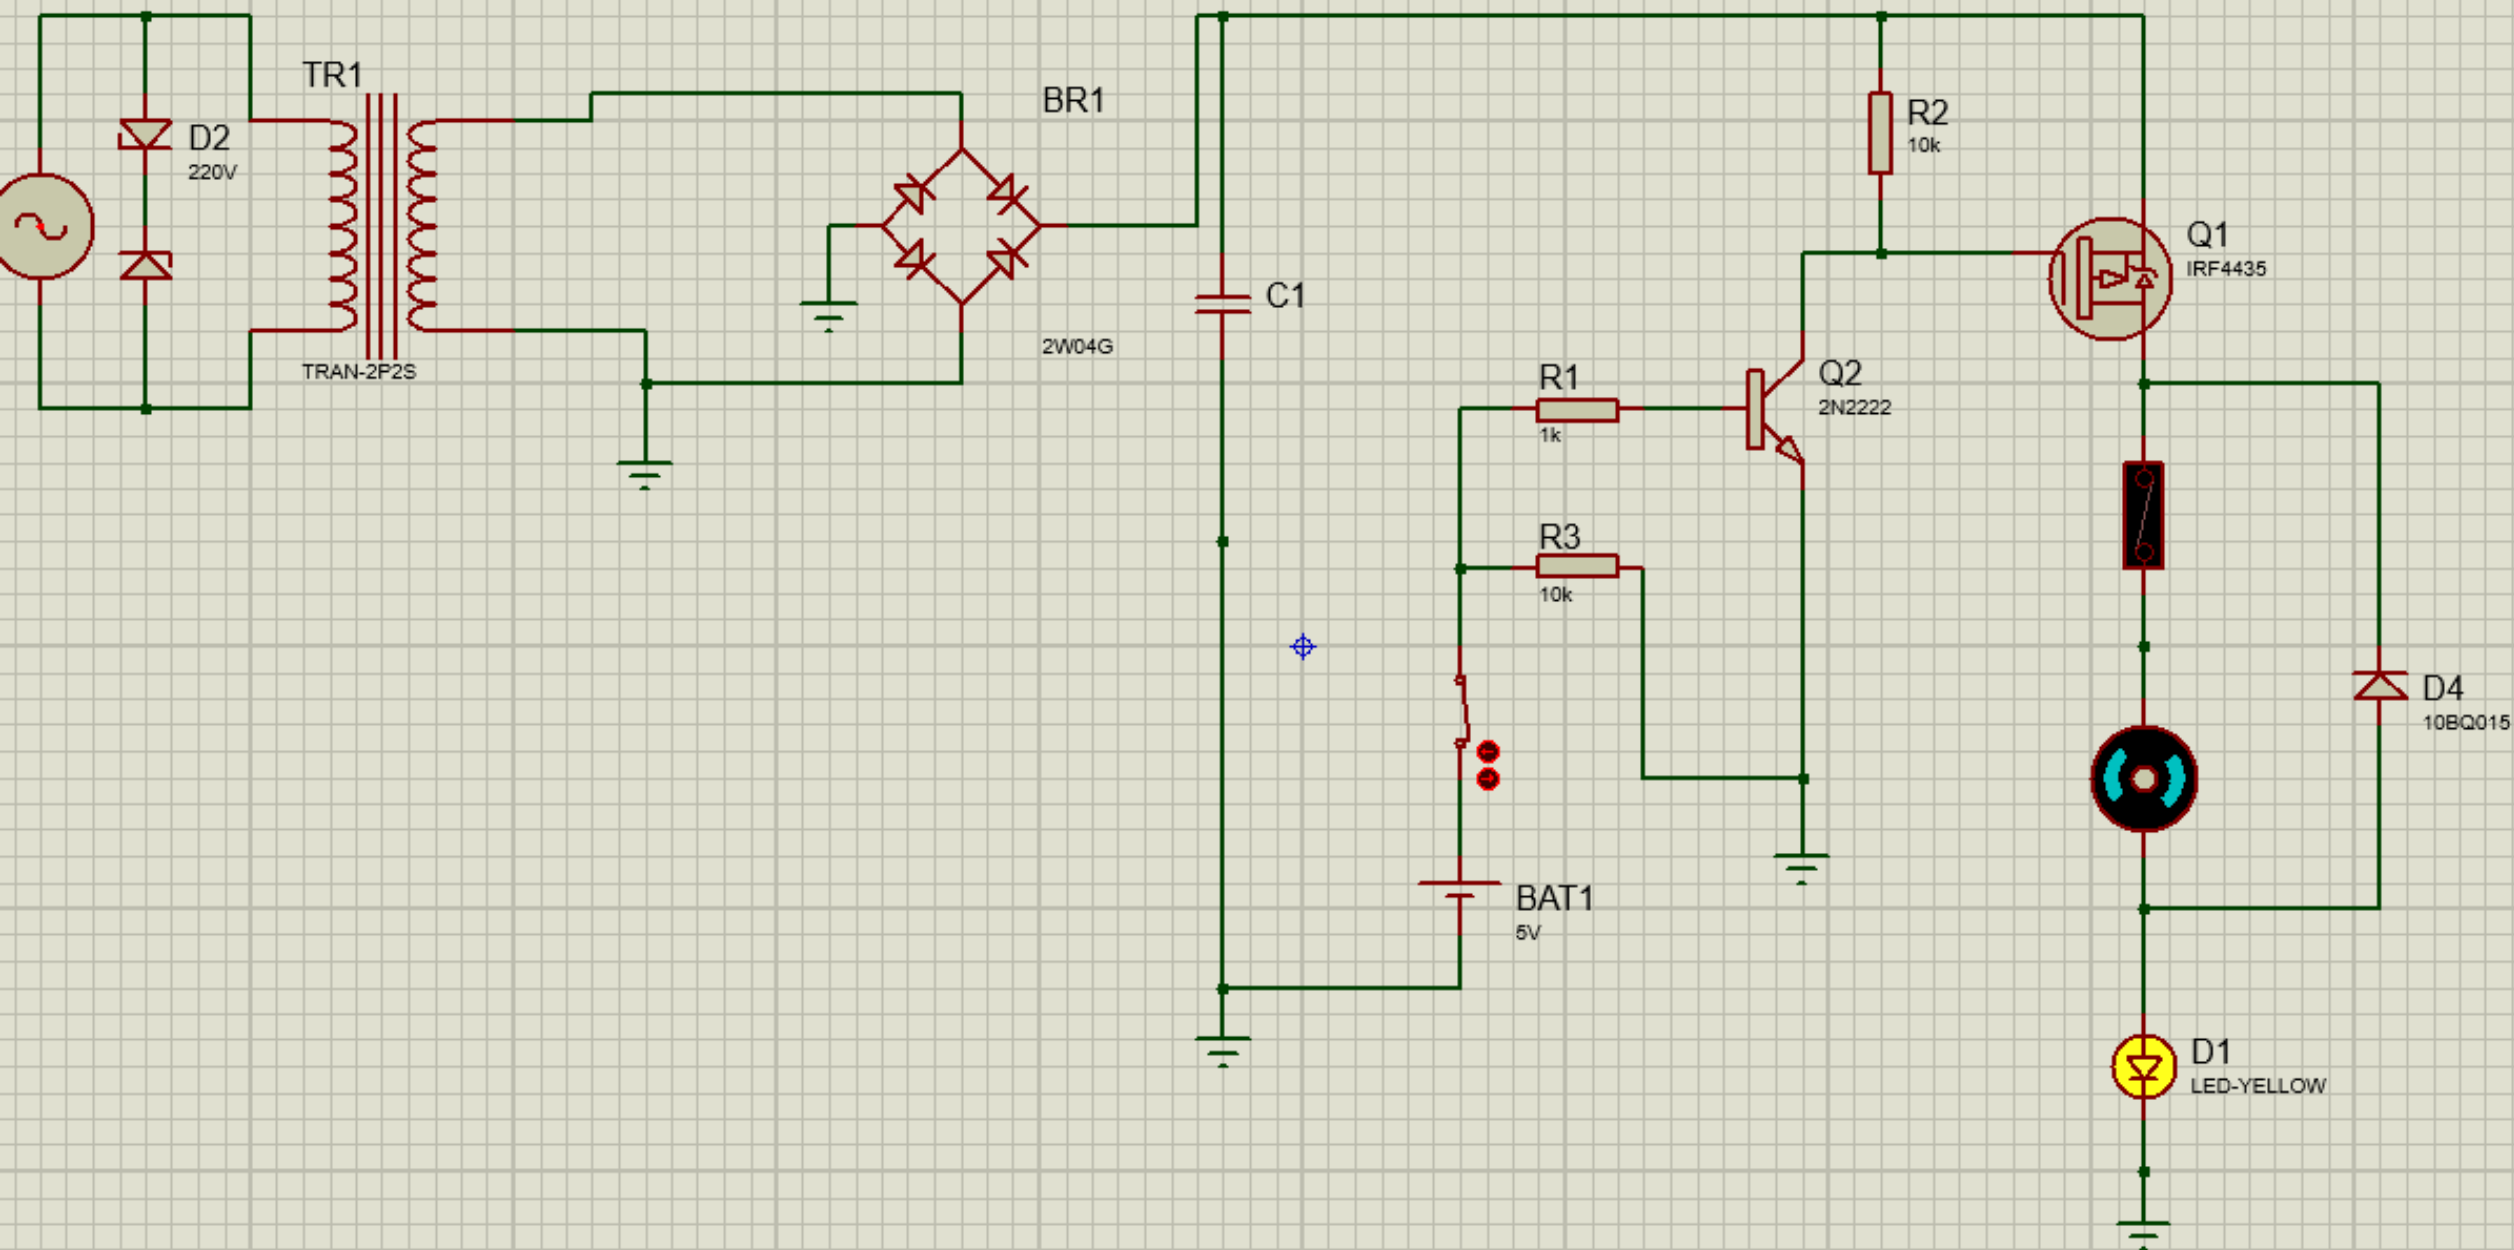 TR1
TRAN-2P2S
D2
220V
BR1
2W04G
C1
R1
1k
R3
10k
BAT1
5V
Q2
2N2222
R2
10k
Q1
IRF4435
D4
10BQ015
D1
LED-YELLOW